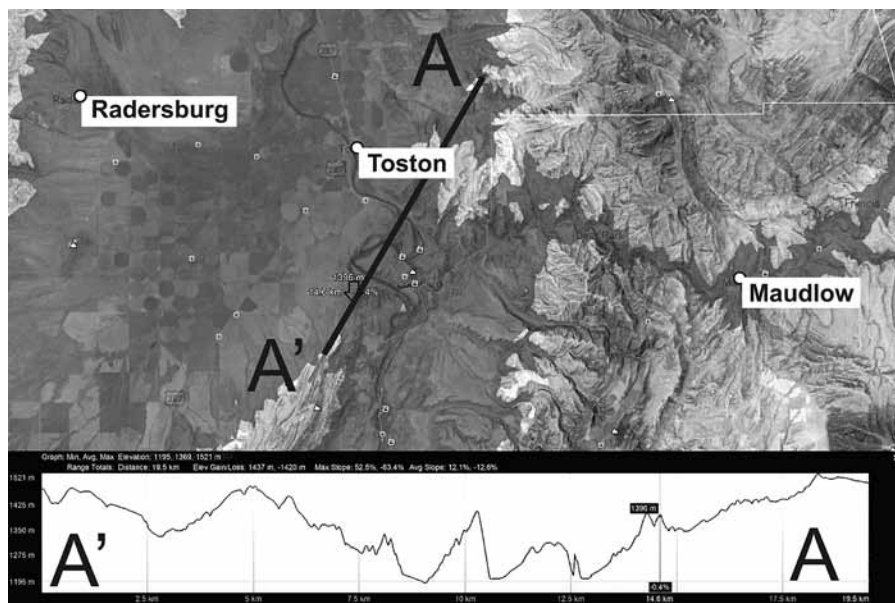 A
Radersburg
Toston
1396 m
Maudlow
A'
Graph: Min, Avg, Max Elevation: 1195, 1369, 1521 m
Range Totals: Distance: 19.5 km Elev Gain/Loss: 1437 m, -1420 m Max Slope: 52.5%, -63.4% Avg Slope: 12.1%, -12.6%
1521 m
1425 m
1350 m
1275 m
1195 m
1396 m
A'
A
-0.4%
2.5 km
5 km
7.5 km
10 km
12.5 km
14.6 km
17.5 km
19.5 km